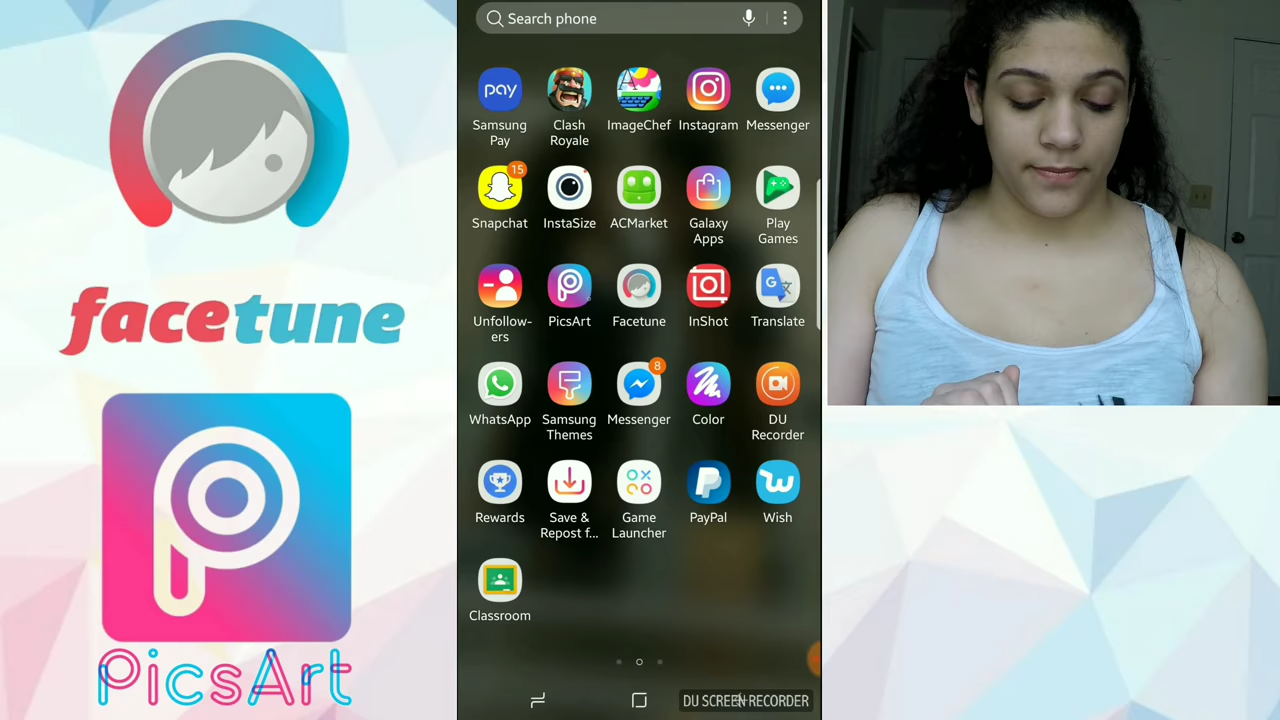 facetune
PicsArt
Search phone
pay
Samsung
Pay
Clash
Royale
ImageChef
Instagram
Messenger
15
Snapchat
InstaSize
ACMarket
Galaxy
Apps
Play
Games
Unfollow-
ers
PicsArt
Facetune
InShot
Translate
WhatsApp
Samsung
Themes
8
Messenger
Color
DU
Recorder
Rewards
Save &
Repost f...
Game
Launcher
PayPal
Wish
Classroom
DU SCREEN RECORDER